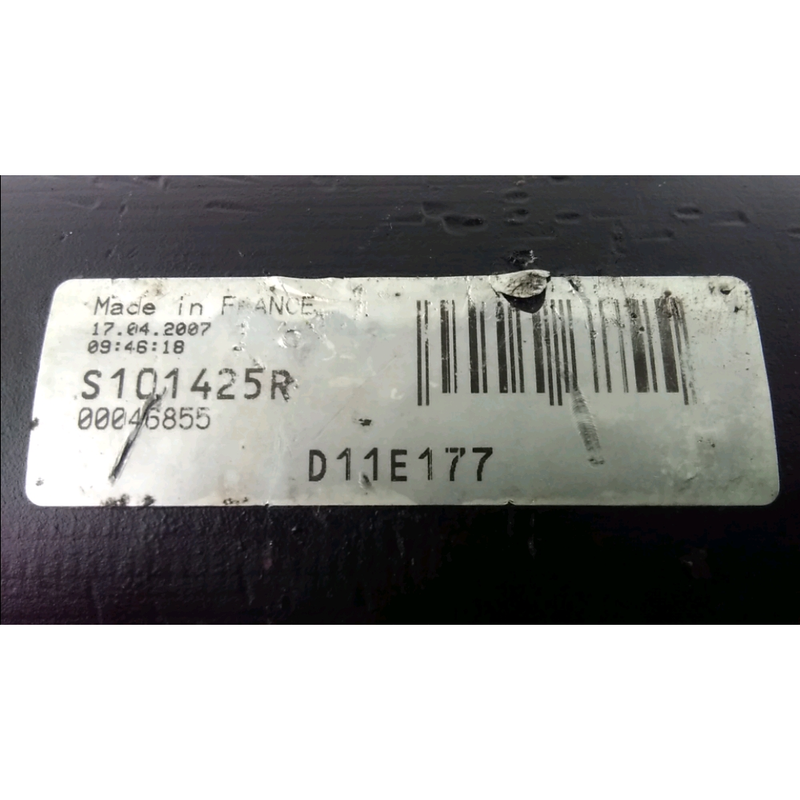 Made in FRANCE
17.04.2007
09:46:18
S101425R
00046855
D11E177